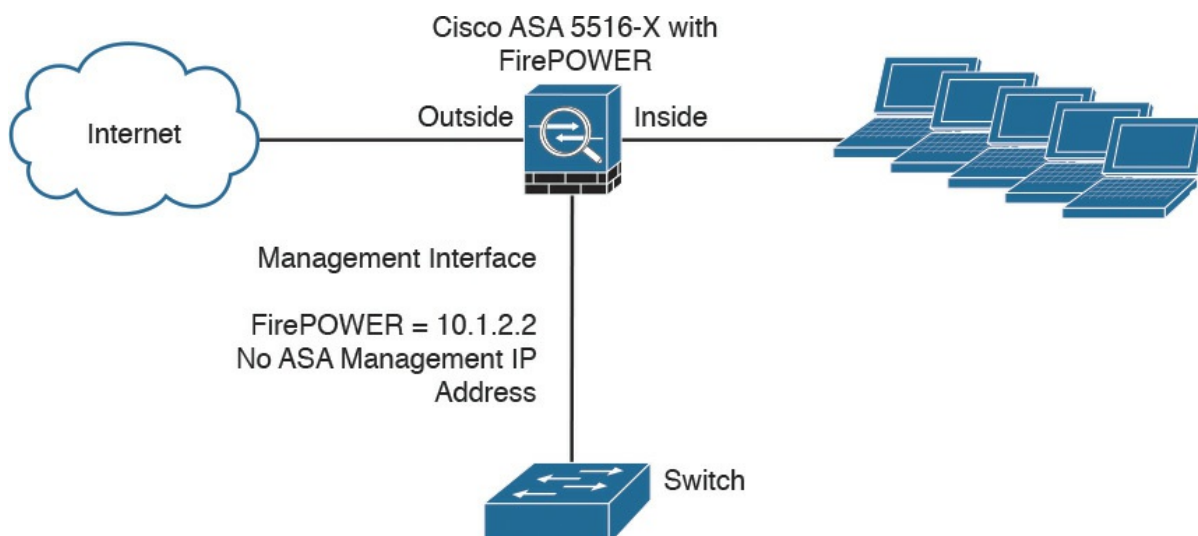 Cisco ASA 5516-X with
FirePOWER
Internet
Outside
Inside
Management Interface
FirePOWER = 10.1.2.2
No ASA Management IP
Address
Switch